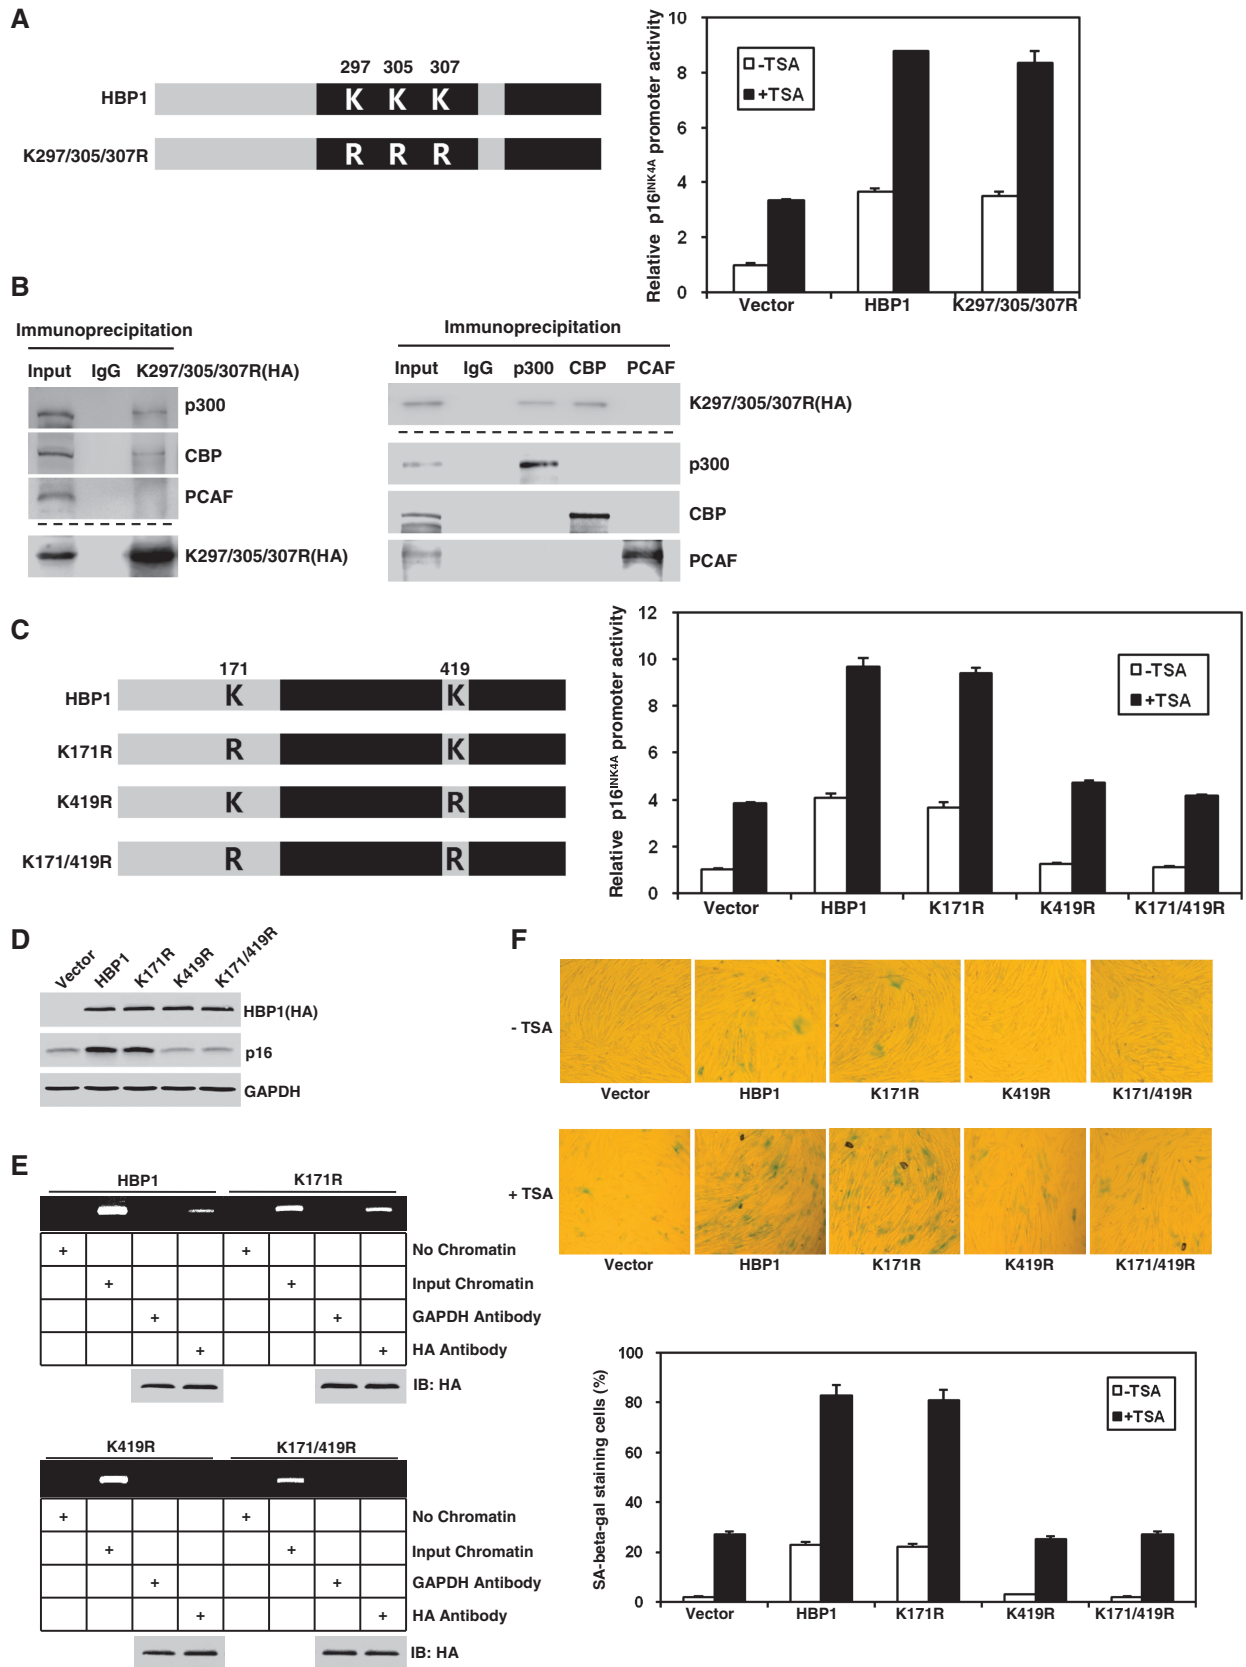 A
297 305 307
HBP1 K K K
K297/305/307R R R R
Relative p16INK4A promoter activity
10
8
6
4
2
0
-TSA
+TSA
Vector HBP1 K297/305/307R
B
Immunoprecipitation
Input IgG K297/305/307R(HA)
p300
CBP
PCAF
K297/305/307R(HA)
Immunoprecipitation
Input IgG p300 CBP PCAF
K297/305/307R(HA)
p300
CBP
PCAF
C
171 419
HBP1 K K
K171R R K
K419R K R
K171/419R R R
Relative p16INK4A promoter activity
12
10
8
6
4
2
0
-TSA
+TSA
Vector HBP1 K171R K419R K171/419R
D
Vector HBP1 K171R K419R K171/419R
HBP1(HA)
p16
GAPDH
E
HBP1 K171R
+ + No Chromatin
+ + Input Chromatin
+ + GAPDH Antibody
+ + HA Antibody
IB: HA
K419R K171/419R
+ + No Chromatin
+ + Input Chromatin
+ + GAPDH Antibody
+ + HA Antibody
IB: HA
F
- TSA
Vector HBP1 K171R K419R K171/419R
+ TSA
Vector HBP1 K171R K419R K171/419R
SA-beta-gal staining cells (%)
100
80
60
40
20
0
-TSA
+TSA
Vector HBP1 K171R K419R K171/419R